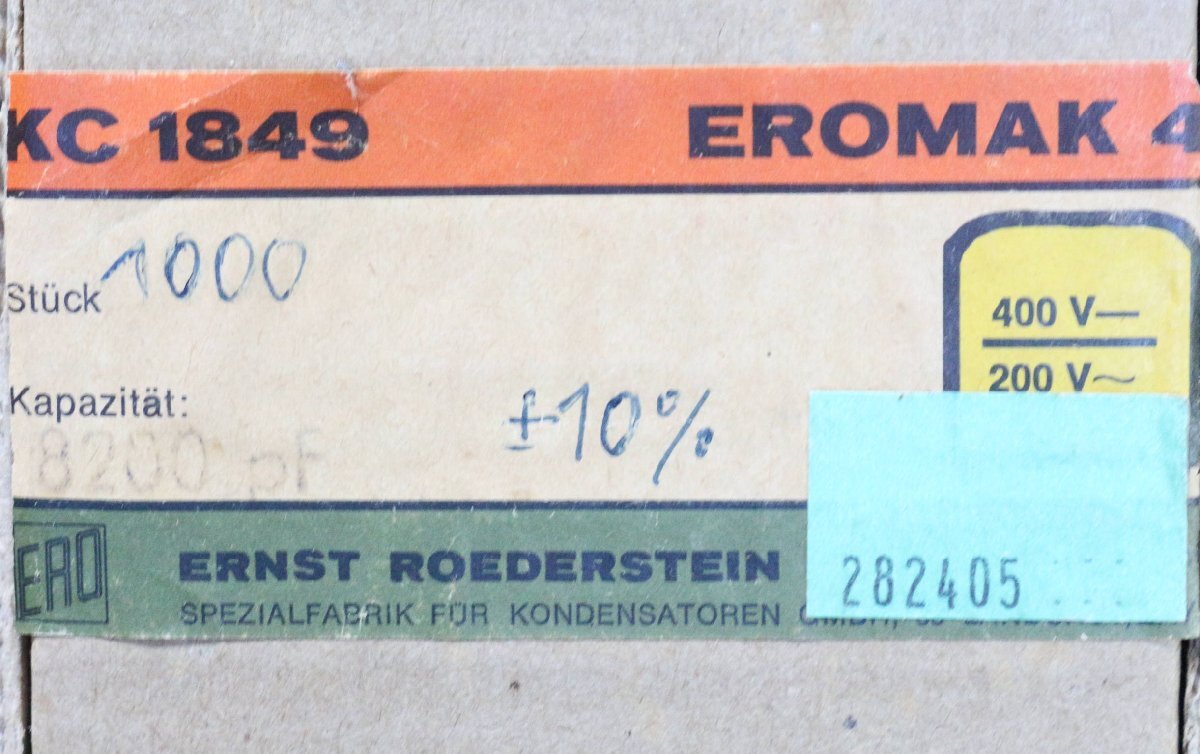 KC 1849 EROMAK 4
Stück 1000
400 V—
200 V~
Kapazität:
8200 pF ±10%
ERO
ERNST ROEDERSTEIN
SPEZIALFABRIK FÜR KONDENSATOREN GMBH,
282405